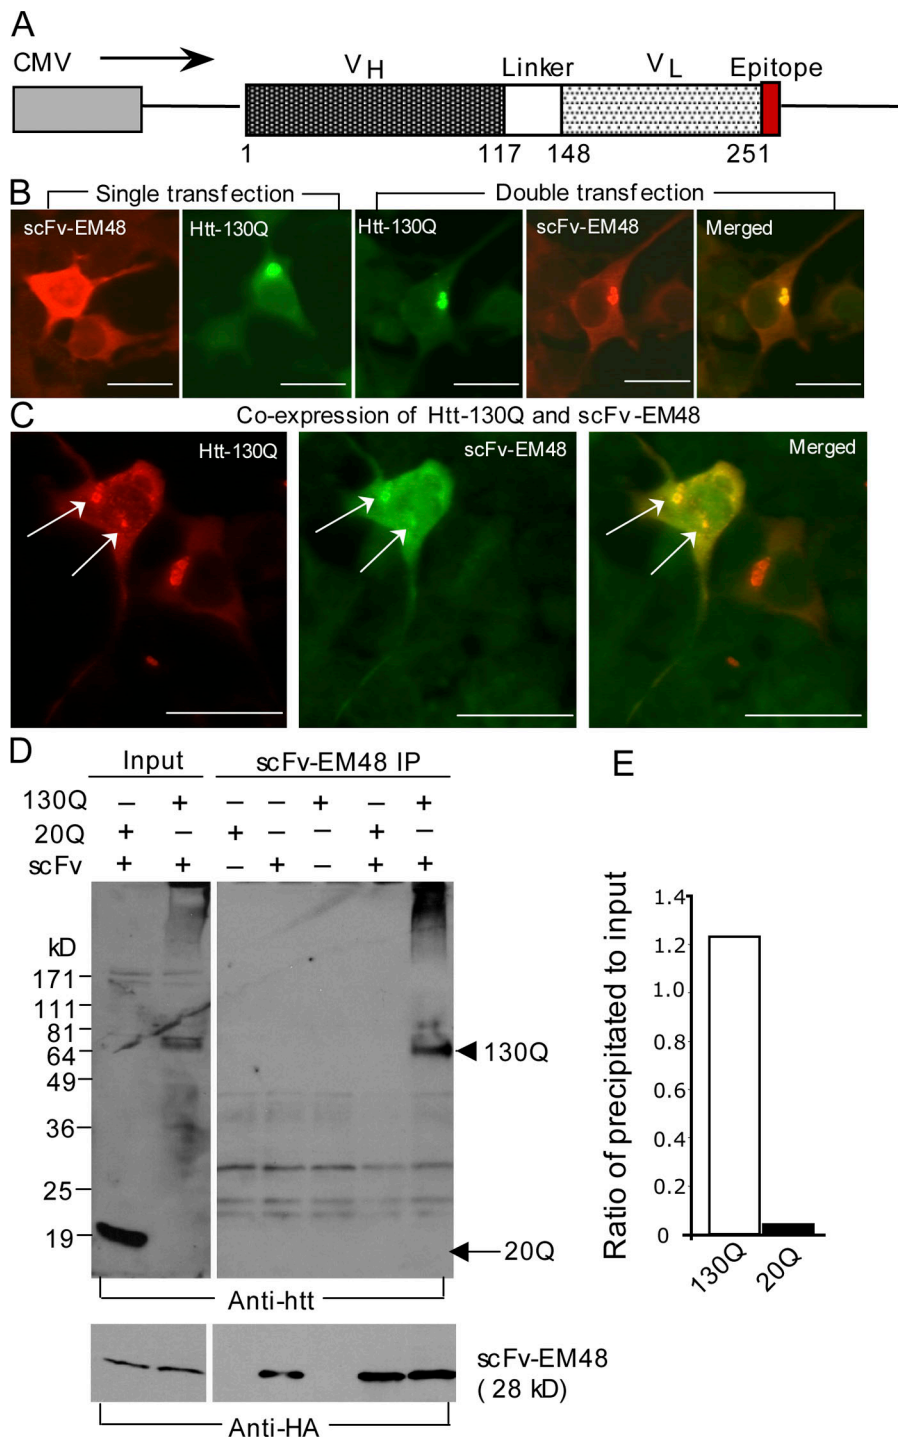 A
CMV
V H Linker V L Epitope
1 117 148 251
B Single transfection Double transfection
scFv-EM48 Htt-130Q Htt-130Q scFv-EM48 Merged
C Co-expression of Htt-130Q and scFv-EM48
Htt-130Q scFv-EM48 Merged
D Input scFv-EM48 IP
130Q – + – – + – +
20Q + – + – – + –
scFv + + – + – + +
kD
171
111
81
64
49
36
25
19
130Q
20Q
Anti-htt
scFv-EM48
( 28 kD)
Anti-HA
E
Ratio of precipitated to input
1.4
1.2
1.0
0.8
0.6
0.4
0.2
0
130Q 20Q